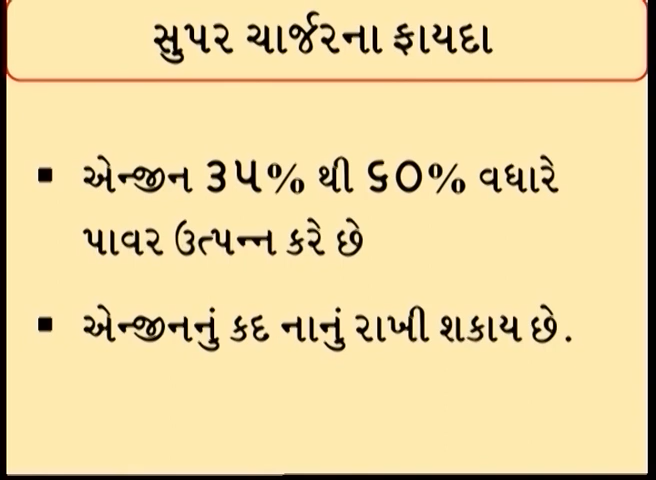 સુપર ચાર્જરના ફાયદા
▪ એન્જીન ૩૫% થી ૬૦% વધારે
પાવર ઉત્પન્ન કરે છે
▪ એન્જીનનું કદ નાનું રાખી શકાય છે.